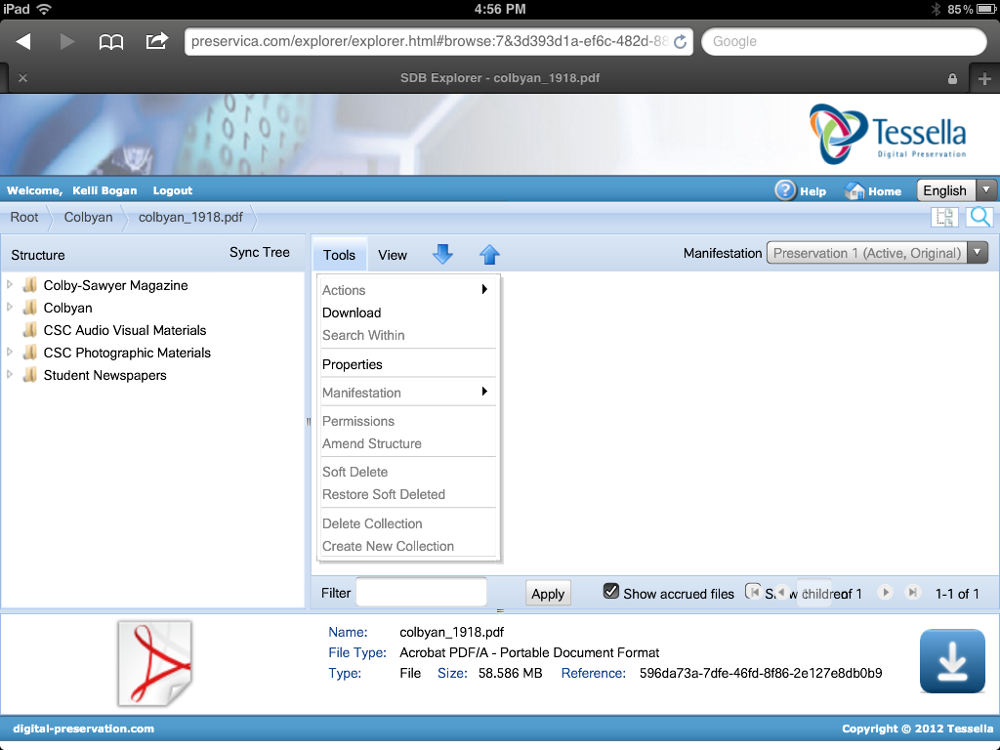 iPad 4:56 PM 85%
preservica.com/explorer/explorer.html#browse:7&3d393d1a-ef6c-482d-88 Google
SDB Explorer - colbyan_1918.pdf
Tessella
Digital Preservation
Welcome, Kelli Bogan Logout Help Home English
Root Colbyan colbyan_1918.pdf
Structure Sync Tree Tools View Manifestation Preservation 1 (Active, Original)
Colby-Sawyer Magazine
Colbyan
CSC Audio Visual Materials
CSC Photographic Materials
Student Newspapers
Actions
Download
Search Within
Properties
Manifestation
Permissions
Amend Structure
Soft Delete
Restore Soft Deleted
Delete Collection
Create New Collection
Filter Apply Show accrued files children of 1 1-1 of 1
Name: colbyan_1918.pdf
File Type: Acrobat PDF/A - Portable Document Format
Type: File Size: 58.586 MB Reference: 596da73a-7dfe-46fd-8f86-2e127e8db0b9
digital-preservation.com Copyright © 2012 Tessella